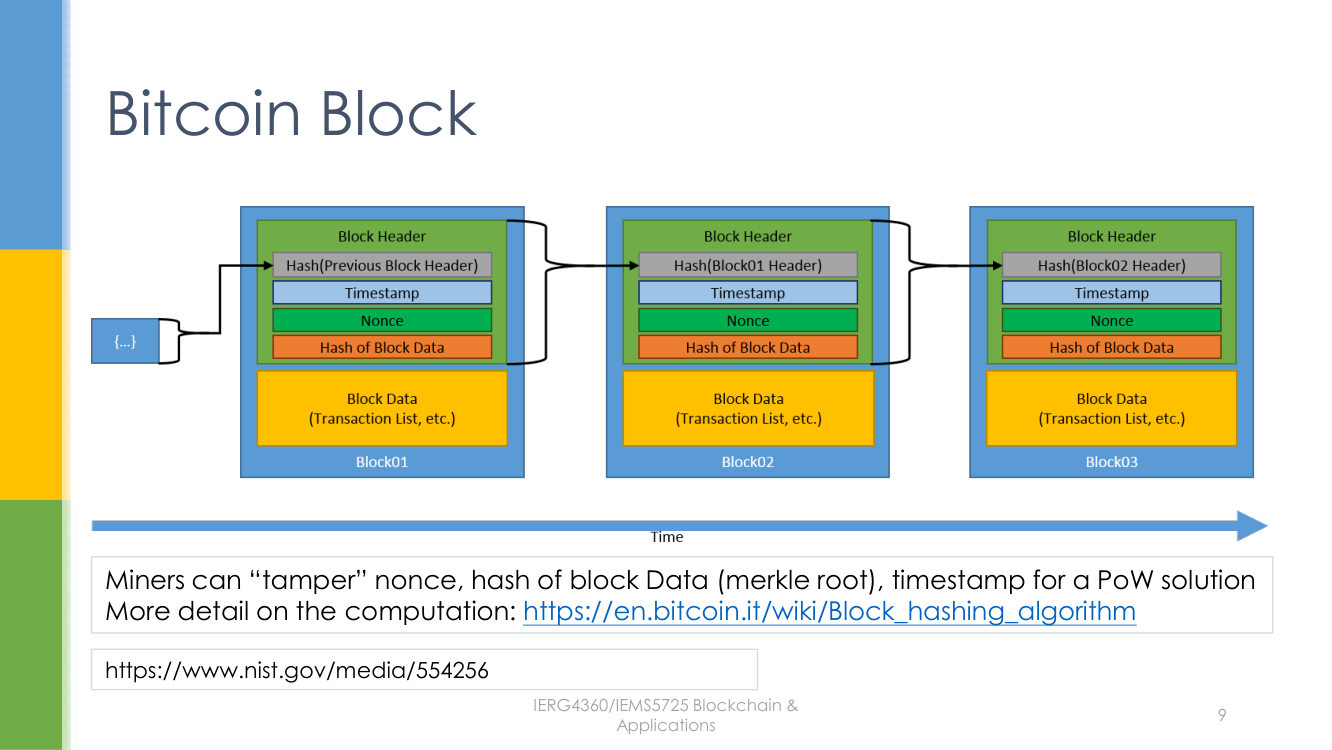 Bitcoin Block
{...}
Block Header
Hash(Previous Block Header)
Timestamp
Nonce
Hash of Block Data
Block Data
(Transaction List, etc.)
Block01
Block Header
Hash(Block01 Header)
Timestamp
Nonce
Hash of Block Data
Block Data
(Transaction List, etc.)
Block02
Block Header
Hash(Block02 Header)
Timestamp
Nonce
Hash of Block Data
Block Data
(Transaction List, etc.)
Block03
Time
Miners can “tamper” nonce, hash of block Data (merkle root), timestamp for a PoW solution
More detail on the computation: https://en.bitcoin.it/wiki/Block_hashing_algorithm
https://www.nist.gov/media/554256
IERG4360/IEMS5725 Blockchain &
Applications
9